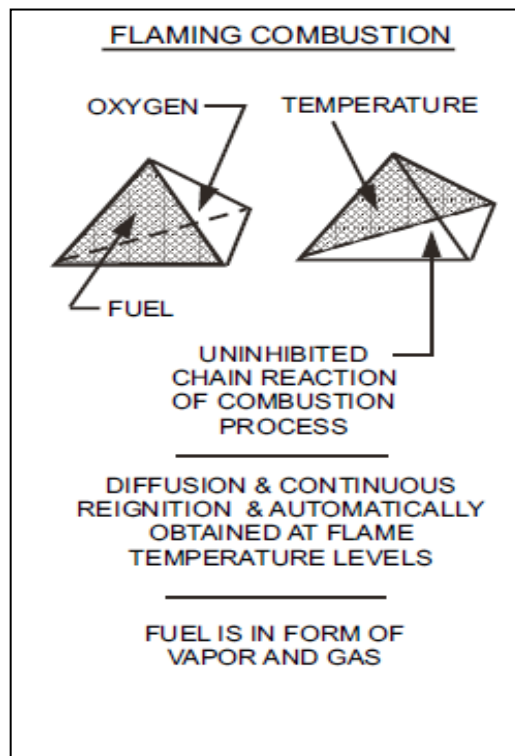 FLAMING COMBUSTION
OXYGEN
TEMPERATURE
FUEL
UNINHIBITED
CHAIN REACTION
OF COMBUSTION
PROCESS
DIFFUSION & CONTINUOUS
REIGNITION & AUTOMATICALLY
OBTAINED AT FLAME
TEMPERATURE LEVELS
FUEL IS IN FORM OF
VAPOR AND GAS